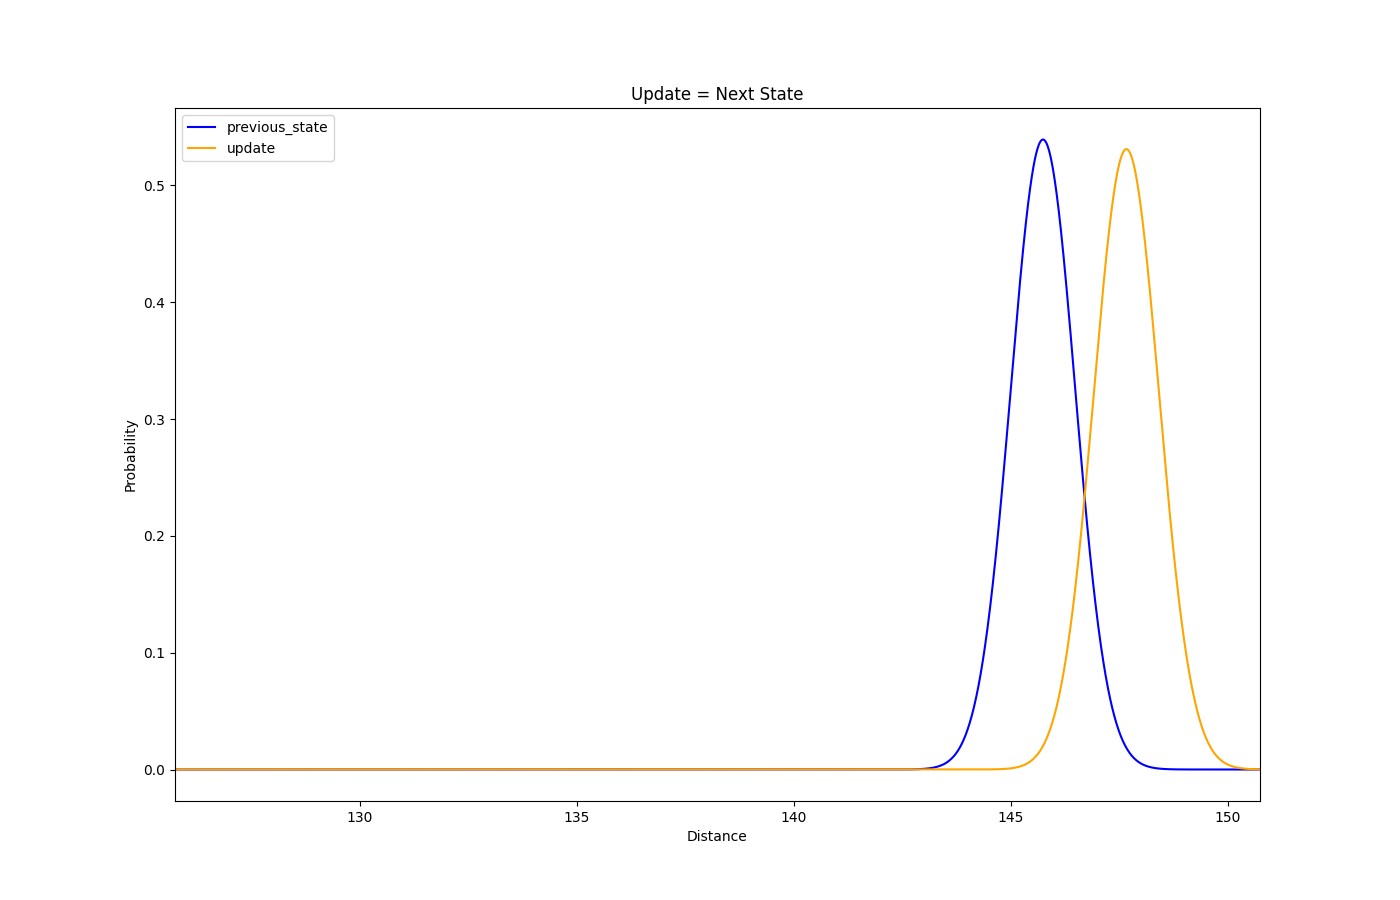 Update = Next State
previous_state
update
0.5
0.4
0.3
0.2
0.1
0.0
Probability
130
135
140
145
150
Distance